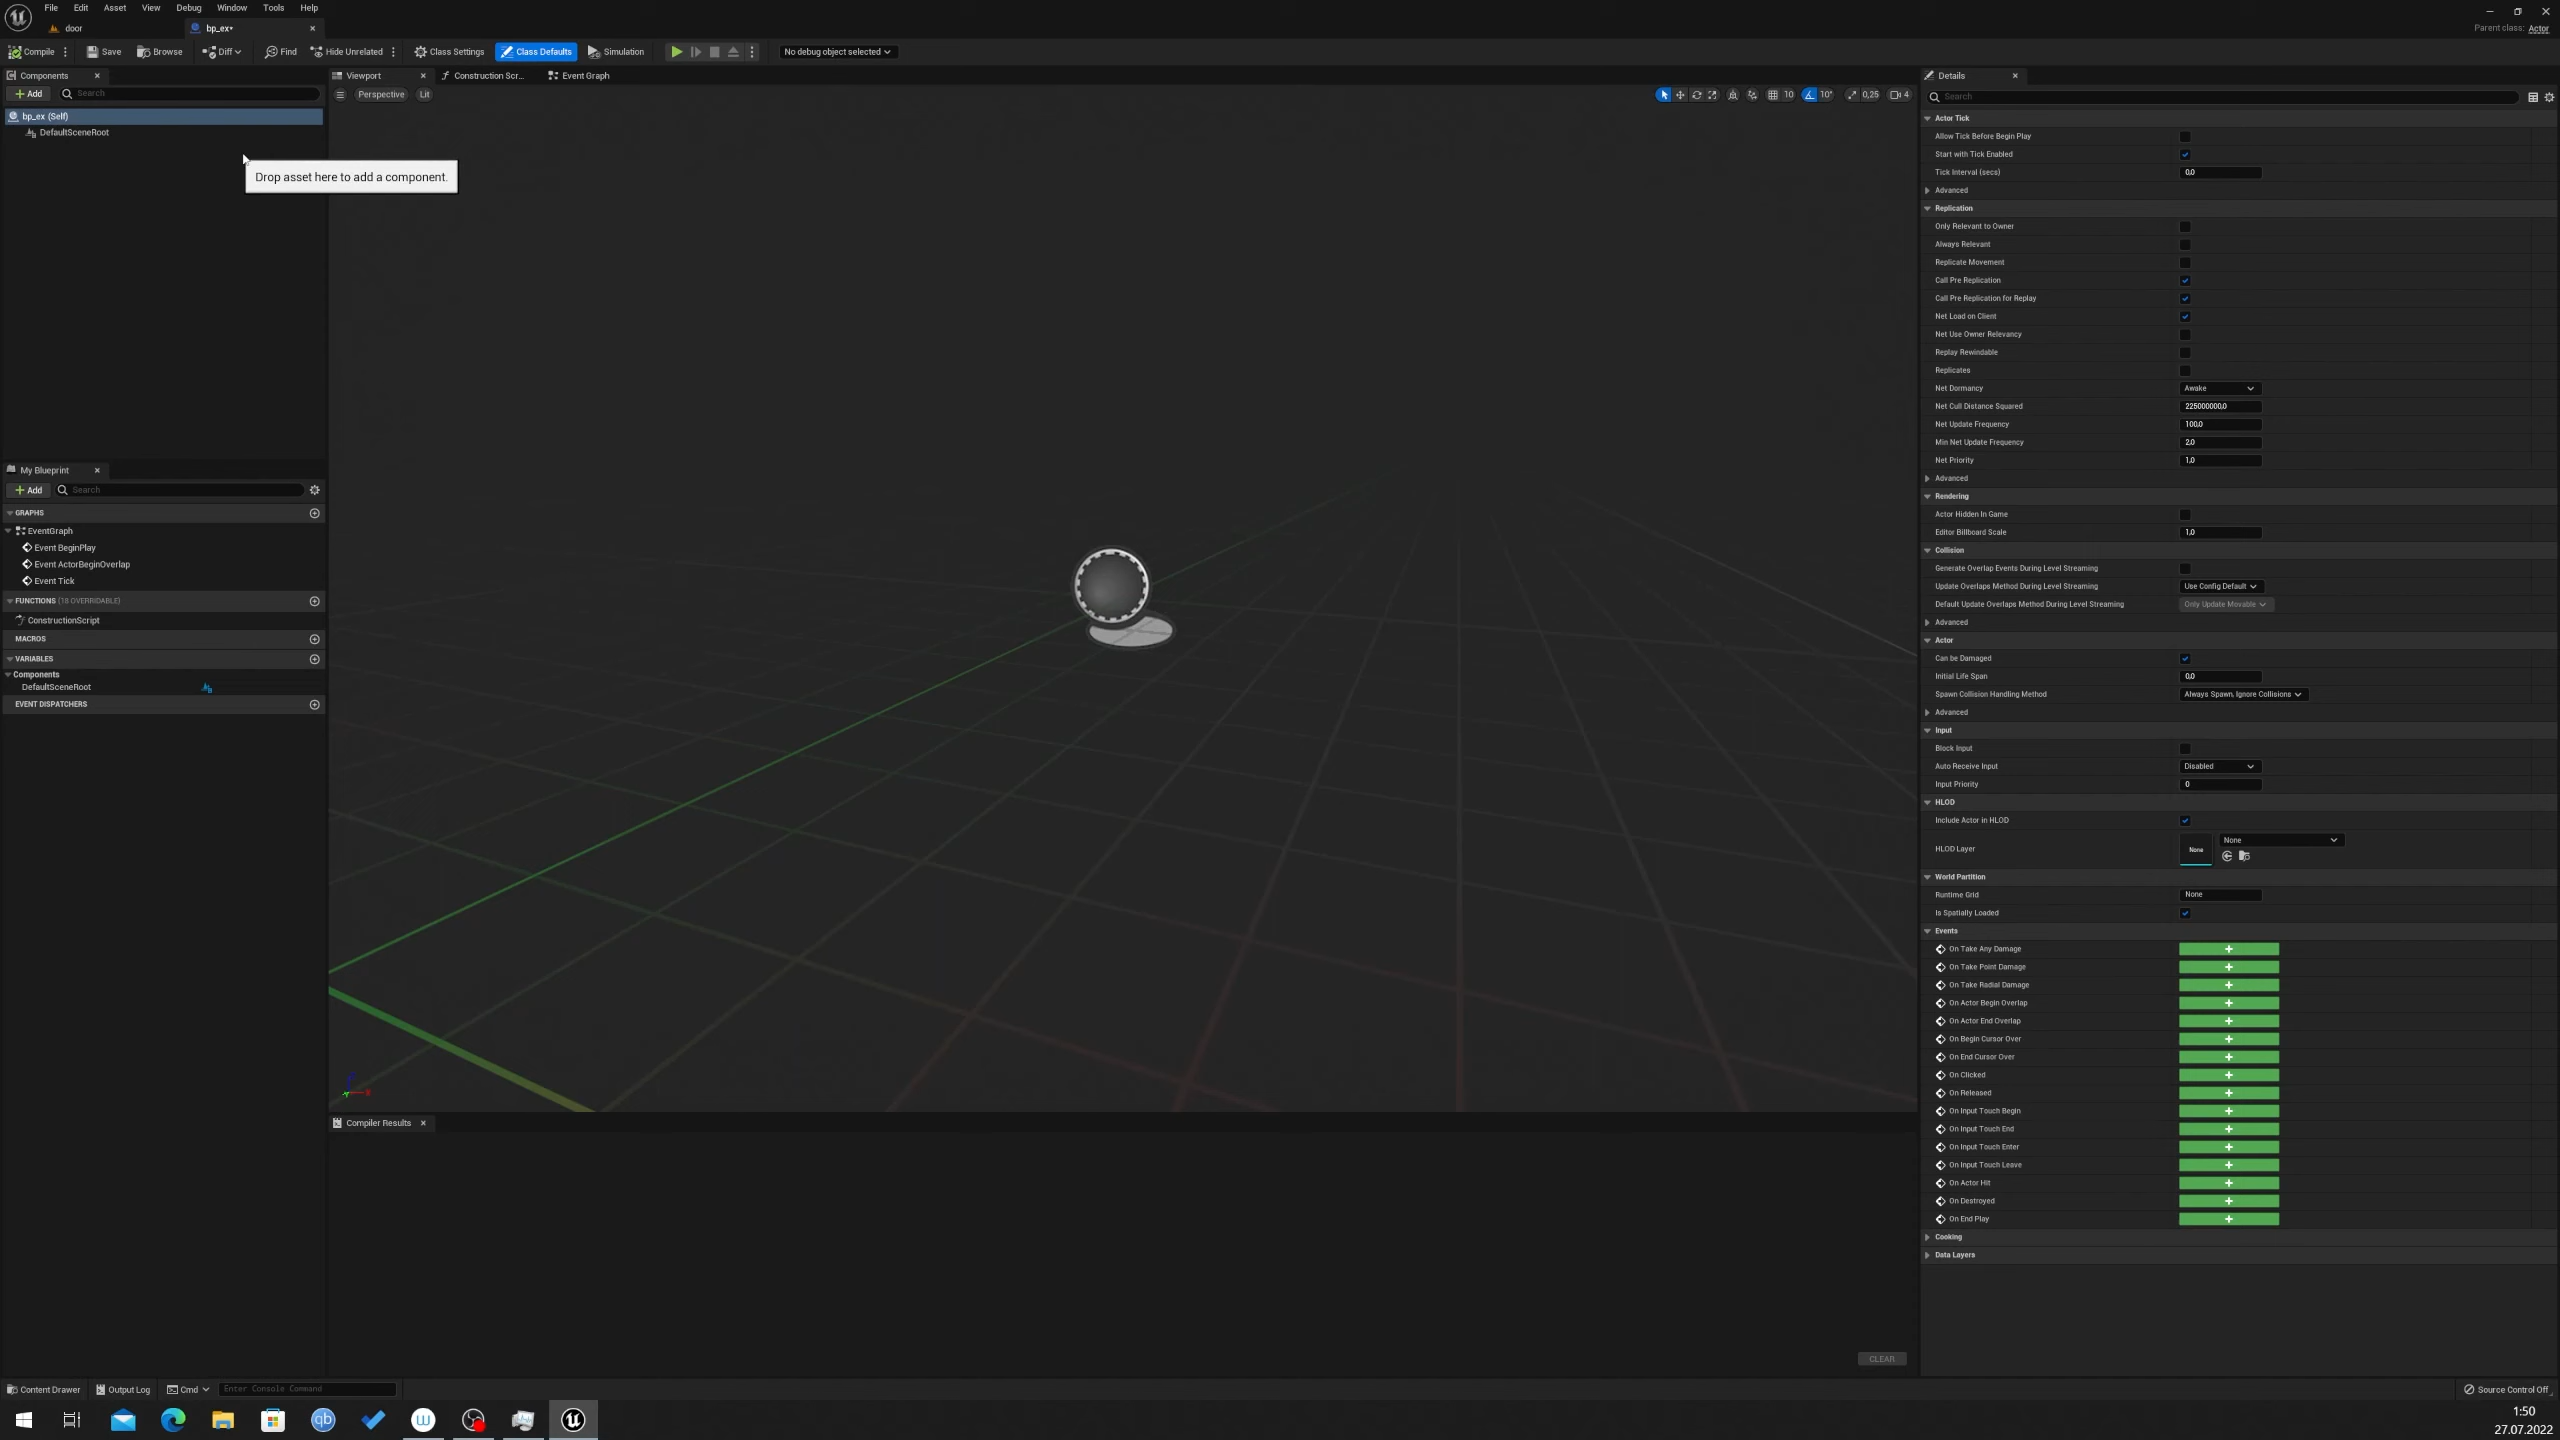 File Edit Asset View Debug Window Tools Help
door bp_ex* Parent class: Actor
Compile Save Browse Diff Find Hide Unrelated Class Settings Class Defaults Simulation No debug object selected
Components
Add Search
bp_ex (Self)
DefaultSceneRoot
Drop asset here to add a component.
My Blueprint
Add Search
GRAPHS
EventGraph
Event BeginPlay
Event ActorBeginOverlap
Event Tick
FUNCTIONS (18 OVERRIDABLE)
ConstructionScript
MACROS
VARIABLES
Components
DefaultSceneRoot
EVENT DISPATCHERS
Viewport Construction Scr... Event Graph
Perspective Lit 10 10° 0,25 4
Compiler Results
CLEAR
Details
Search
Actor Tick
Allow Tick Before Begin Play
Start with Tick Enabled
Tick Interval (secs) 0,0
Advanced
Replication
Only Relevant to Owner
Always Relevant
Replicate Movement
Call Pre Replication
Call Pre Replication for Replay
Net Load on Client
Net Use Owner Relevancy
Replay Rewindable
Replicates
Net Dormancy Awake
Net Cull Distance Squared 225000000,0
Net Update Frequency 100,0
Min Net Update Frequency 2,0
Net Priority 1,0
Advanced
Rendering
Actor Hidden In Game
Editor Billboard Scale 1,0
Collision
Generate Overlap Events During Level Streaming
Update Overlaps Method During Level Streaming Use Config Default
Default Update Overlaps Method During Level Streaming Only Update Movable
Advanced
Actor
Can be Damaged
Initial Life Span 0,0
Spawn Collision Handling Method Always Spawn, Ignore Collisions
Advanced
Input
Block Input
Auto Receive Input Disabled
Input Priority 0
HLOD
Include Actor in HLOD
HLOD Layer None None
World Partition
Runtime Grid None
Is Spatially Loaded
Events
On Take Any Damage
On Take Point Damage
On Take Radial Damage
On Actor Begin Overlap
On Actor End Overlap
On Begin Cursor Over
On End Cursor Over
On Clicked
On Released
On Input Touch Begin
On Input Touch End
On Input Touch Enter
On Input Touch Leave
On Actor Hit
On Destroyed
On End Play
Cooking
Data Layers
Content Drawer Output Log Cmd Enter Console Command Source Control Off
qb
1:50
27.07.2022